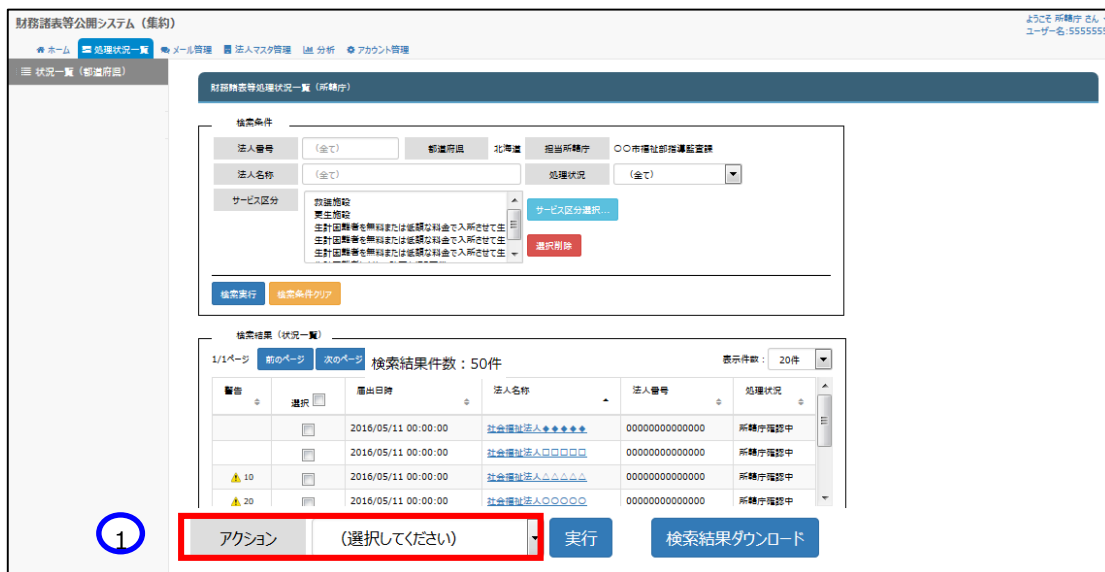 財務諸表等公開システム（集約）
ようこそ 所轄庁 さん
ユーザー名:5555555
ホーム 処理状況一覧 メール管理 法人マスタ管理 分析 アカウント管理
状況一覧（都道府県）
財務諸表等処理状況一覧（所轄庁）
検索条件
法人番号 （全て） 都道府県 北海道 担当所轄庁 〇〇市福祉部指導監査課
法人名称 （全て） 処理状況 （全て）
サービス区分
救護施設
更生施設
生計困難者を無料または低額な料金で入所させて生
生計困難者を無料または低額な料金で入所させて生
生計困難者を無料または低額な料金で入所させて生
サービス区分選択...
選択削除
検索実行 検索条件クリア
検索結果（状況一覧）
1/1ページ 前のページ 次のページ 検索結果件数：50件 表示件数： 20件
警告 選択 届出日時 法人名称 法人番号 処理状況
2016/05/11 00:00:00 社会福祉法人◆◆◆◆◆ 00000000000000 所轄庁確認中
2016/05/11 00:00:00 社会福祉法人□□□□□ 00000000000000 所轄庁確認中
10 2016/05/11 00:00:00 社会福祉法人△△△△△ 00000000000000 所轄庁確認中
20 2016/05/11 00:00:00 社会福祉法人〇〇〇〇〇 00000000000000 所轄庁確認中
1 アクション （選択してください） 実行 検索結果ダウンロード